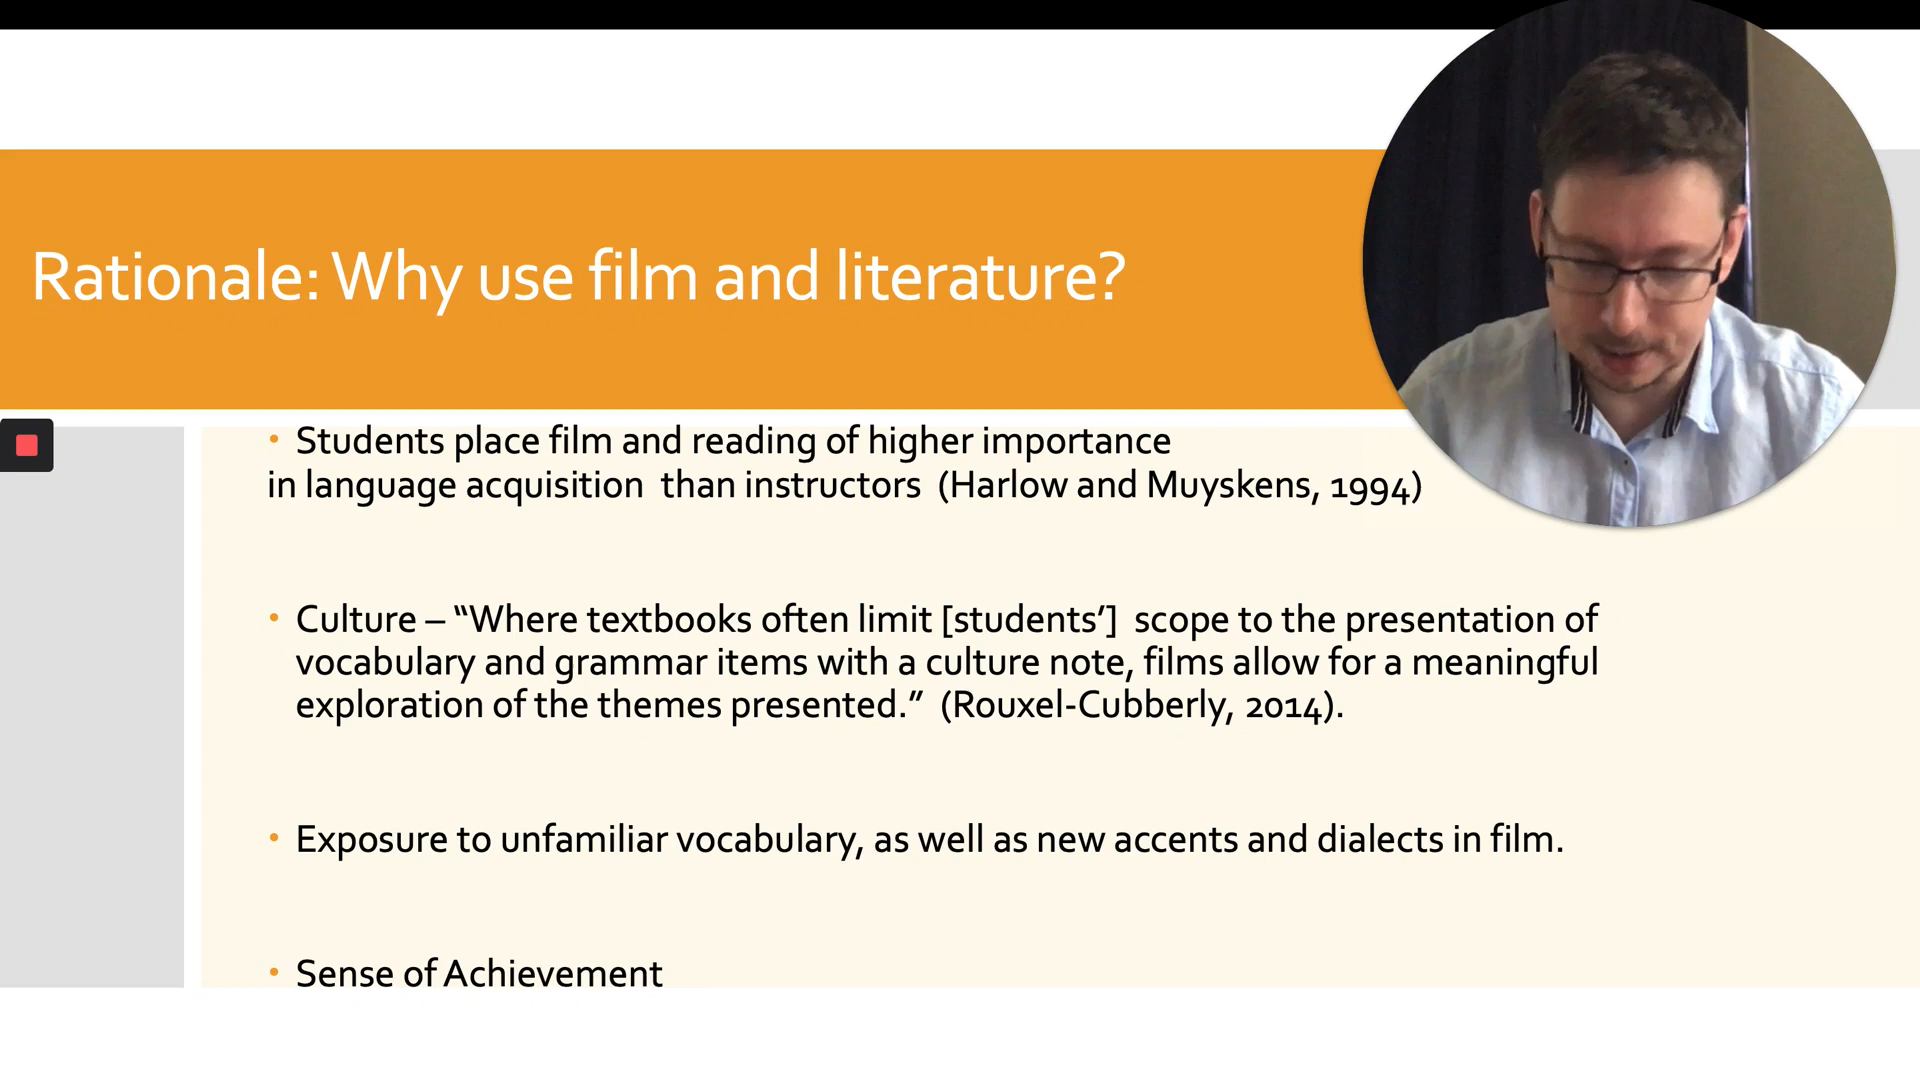 Rationale: Why use film and literature?
• Students place film and reading of higher importance
in language acquisition than instructors (Harlow and Muyskens, 1994)
• Culture – “Where textbooks often limit [students’] scope to the presentation of
vocabulary and grammar items with a culture note, films allow for a meaningful
exploration of the themes presented.” (Rouxel-Cubberly, 2014).
• Exposure to unfamiliar vocabulary, as well as new accents and dialects in film.
• Sense of Achievement